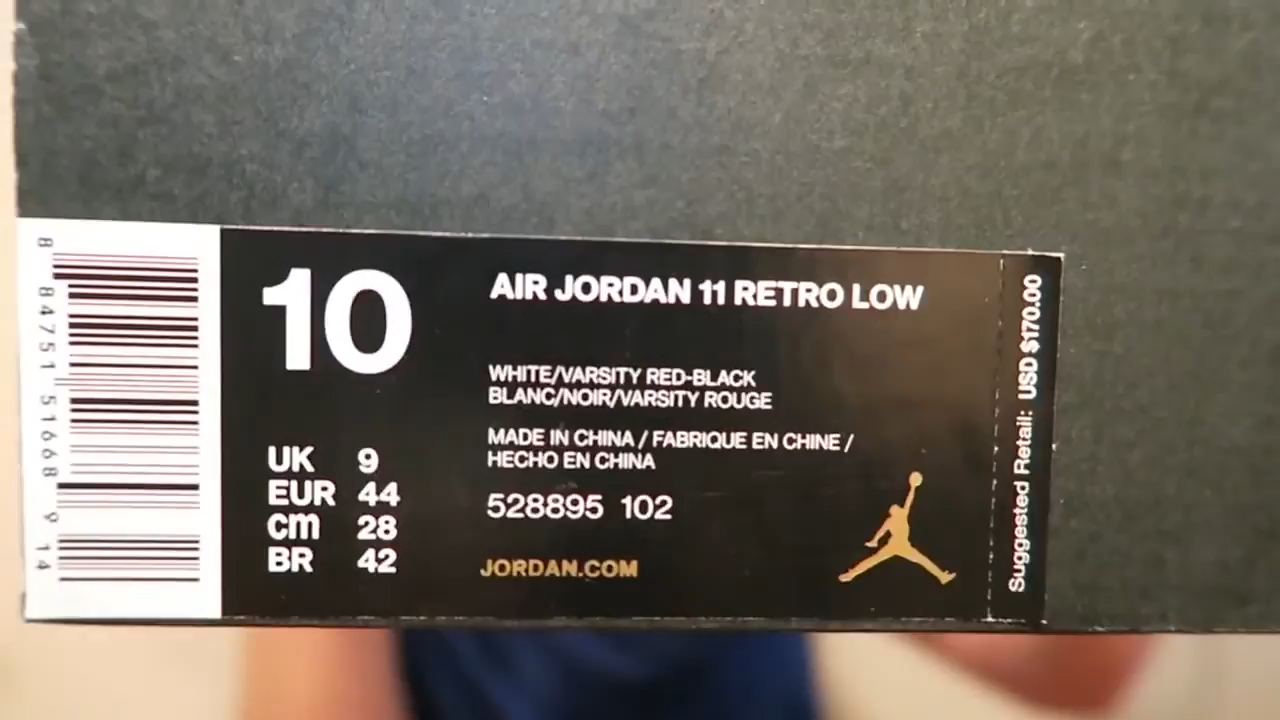 8 84751 51668 9 14
10
UK 9
EUR 44
cm 28
BR 42
AIR JORDAN 11 RETRO LOW
WHITE/VARSITY RED-BLACK
BLANC/NOIR/VARSITY ROUGE
MADE IN CHINA / FABRIQUE EN CHINE /
HECHO EN CHINA
528895 102
JORDAN.COM
Suggested Retail: USD $170.00